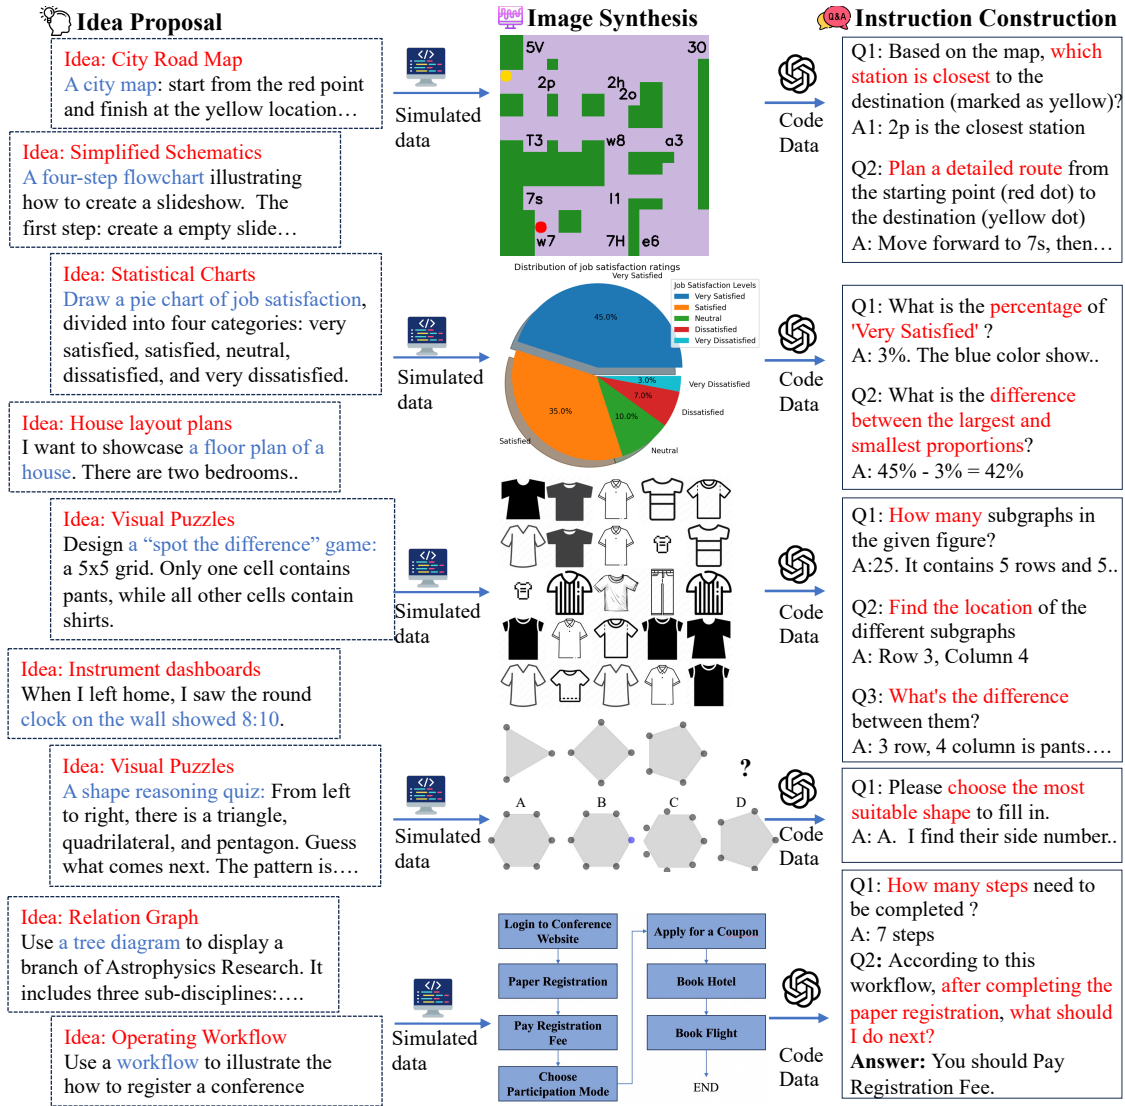 Idea Proposal
Idea: City Road Map
A city map: start from the red point
and finish at the yellow location…
Idea: Simplified Schematics
A four-step flowchart illustrating
how to create a slideshow. The
first step: create a empty slide…
Idea: Statistical Charts
Draw a pie chart of job satisfaction,
divided into four categories: very
satisfied, satisfied, neutral,
dissatisfied, and very dissatisfied.
Idea: House layout plans
I want to showcase a floor plan of a
house. There are two bedrooms..
Idea: Visual Puzzles
Design a “spot the difference” game:
a 5x5 grid. Only one cell contains
pants, while all other cells contain
shirts.
Idea: Instrument dashboards
When I left home, I saw the round
clock on the wall showed 8:10.
Idea: Visual Puzzles
A shape reasoning quiz: From left
to right, there is a triangle,
quadrilateral, and pentagon. Guess
what comes next. The pattern is….
Idea: Relation Graph
Use a tree diagram to display a
branch of Astrophysics Research. It
includes three sub-disciplines:….
Idea: Operating Workflow
Use a workflow to illustrate the
how to register a conference
Simulated
data
Simulated
data
Simulated
data
Simulated
data
Simulated
data
Image Synthesis
5V
30
2p
2h
2o
T3
w8
a3
7s
l1
w7
7H
e6
Distribution of job satisfaction ratings
Very Satisfied
Job Satisfaction Levels
Very Satisfied
Satisfied
Neutral
Dissatisfied
Very Dissatisfied
45.0%
3.0%
Very Dissatisfied
7.0%
Dissatisfied
35.0%
10.0%
Satisfied
Neutral
?
A
B
C
D
Login to Conference
Website
Paper Registration
Pay Registration
Fee
Choose
Participation Mode
Apply for a Coupon
Book Hotel
Book Flight
END
Code
Data
Code
Data
Code
Data
Code
Data
Code
Data
Q&A
Instruction Construction
Q1: Based on the map, which
station is closest to the
destination (marked as yellow)?
A1: 2p is the closest station
Q2: Plan a detailed route from
the starting point (red dot) to
the destination (yellow dot)
A: Move forward to 7s, then…
Q1: What is the percentage of
'Very Satisfied' ?
A: 3%. The blue color show..
Q2: What is the difference
between the largest and
smallest proportions?
A: 45% - 3% = 42%
Q1: How many subgraphs in
the given figure?
A:25. It contains 5 rows and 5..
Q2: Find the location of the
different subgraphs
A: Row 3, Column 4
Q3: What's the difference
between them?
A: 3 row, 4 column is pants….
Q1: Please choose the most
suitable shape to fill in.
A: A. I find their side number..
Q1: How many steps need to
be completed ?
A: 7 steps
Q2: According to this
workflow, after completing the
paper registration, what should
I do next?
Answer: You should Pay
Registration Fee.